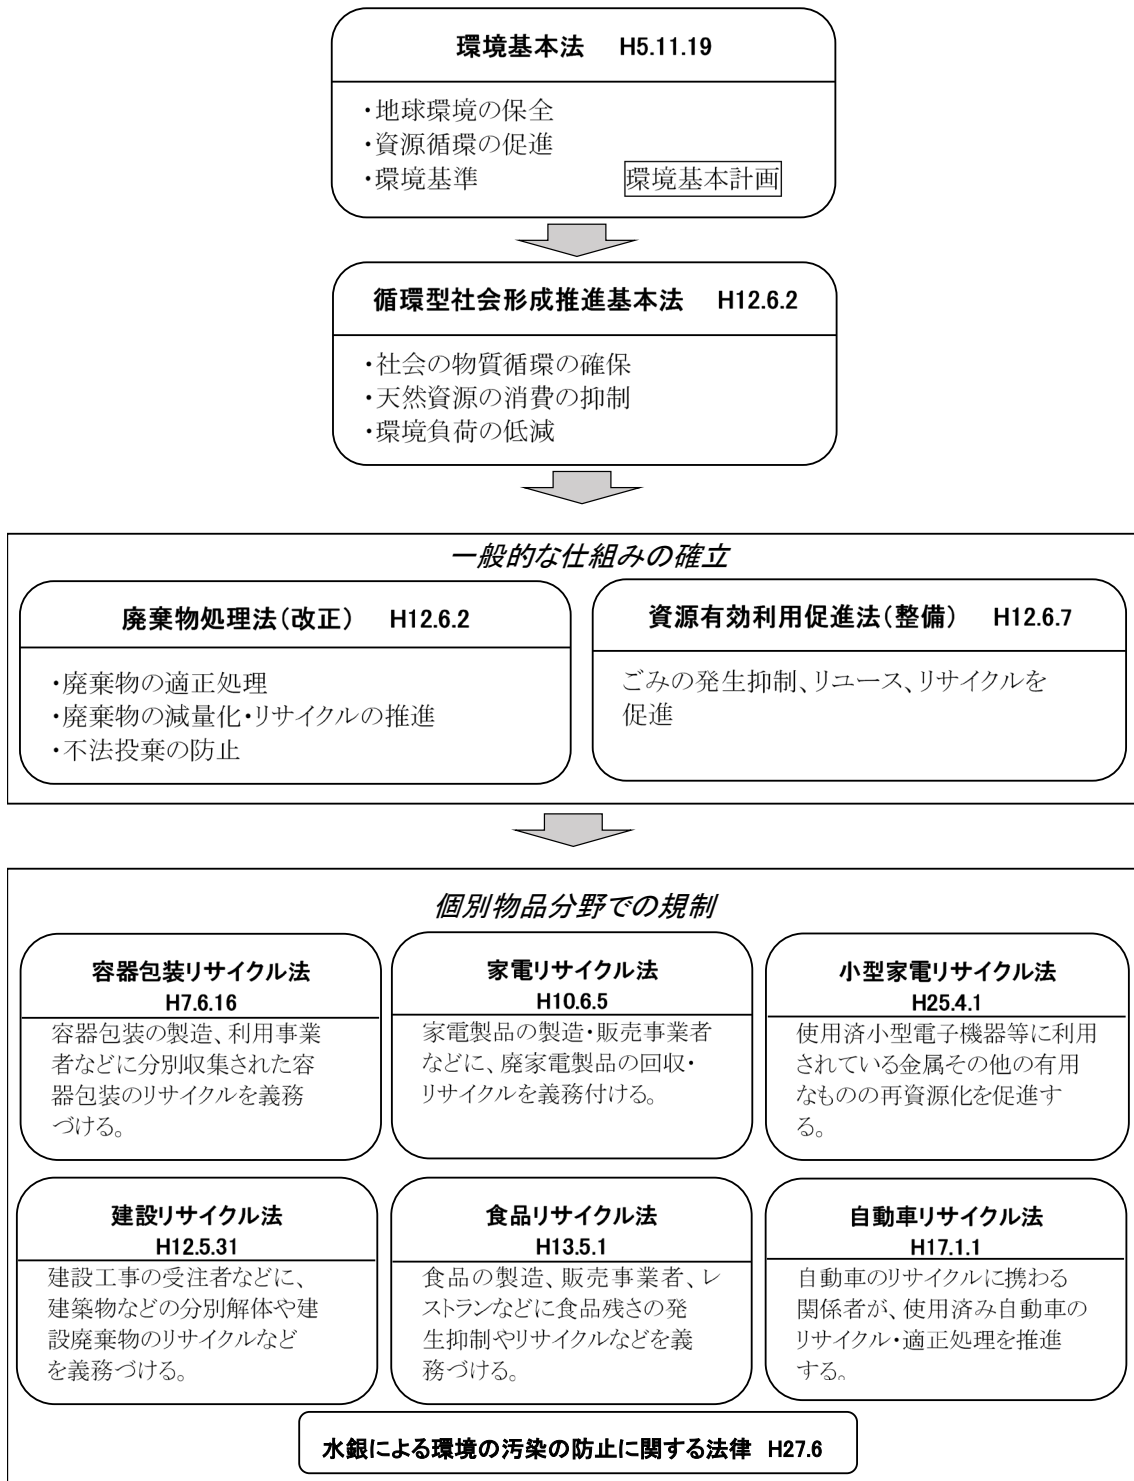 環境基本法 H5.11.19
・地球環境の保全
・資源循環の促進
・環境基準 環境基本計画
循環型社会形成推進基本法 H12.6.2
・社会の物質循環の確保
・天然資源の消費の抑制
・環境負荷の低減
一般的な仕組みの確立
廃棄物処理法(改正) H12.6.2
・廃棄物の適正処理
・廃棄物の減量化・リサイクルの推進
・不法投棄の防止
資源有効利用促進法(整備) H12.6.7
ごみの発生抑制、リユース、リサイクルを
促進
個別物品分野での規制
容器包装リサイクル法
H7.6.16
容器包装の製造、利用事業
者などに分別収集された容
器包装のリサイクルを義務
づける。
家電リサイクル法
H10.6.5
家電製品の製造・販売事業者
などに、廃家電製品の回収・
リサイクルを義務付ける。
小型家電リサイクル法
H25.4.1
使用済小型電子機器等に利用
されている金属その他の有用
なものの再資源化を促進す
る。
建設リサイクル法
H12.5.31
建設工事の受注者などに、
建築物などの分別解体や建
設廃棄物のリサイクルなど
を義務づける。
食品リサイクル法
H13.5.1
食品の製造、販売事業者、レ
ストランなどに食品残さの発
生抑制やリサイクルなどを義
務づける。
自動車リサイクル法
H17.1.1
自動車のリサイクルに携わる
関係者が、使用済み自動車の
リサイクル・適正処理を推進
する。
水銀による環境の汚染の防止に関する法律 H27.6